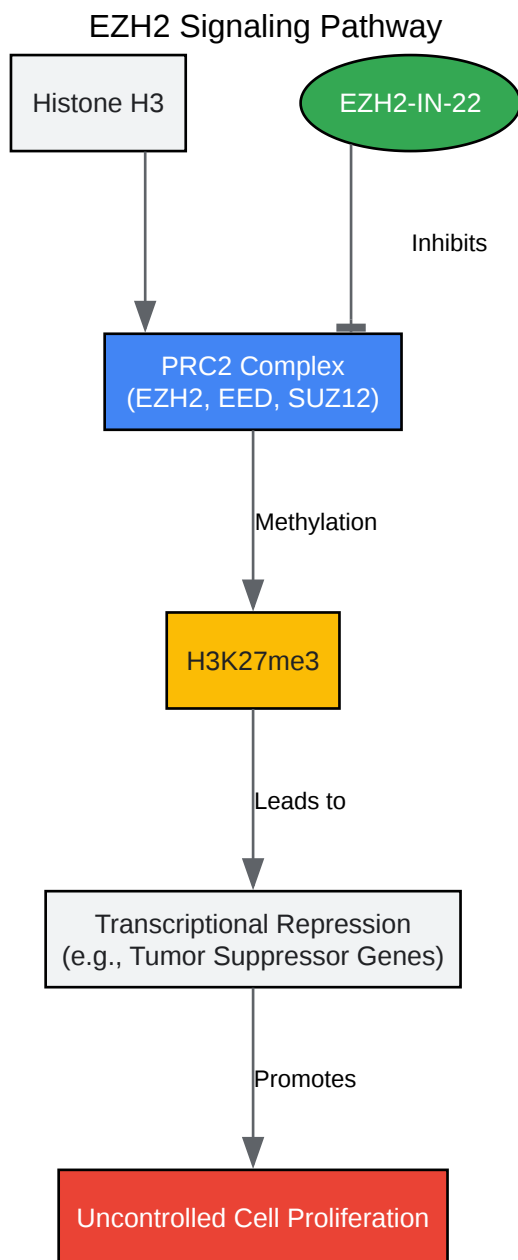 EZH2 Signaling Pathway
Histone H3
EZH2-IN-22
Inhibits
PRC2 Complex
(EZH2, EED, SUZ12)
Methylation
H3K27me3
Leads to
Transcriptional Repression
(e.g., Tumor Suppressor Genes)
Promotes
Uncontrolled Cell Proliferation